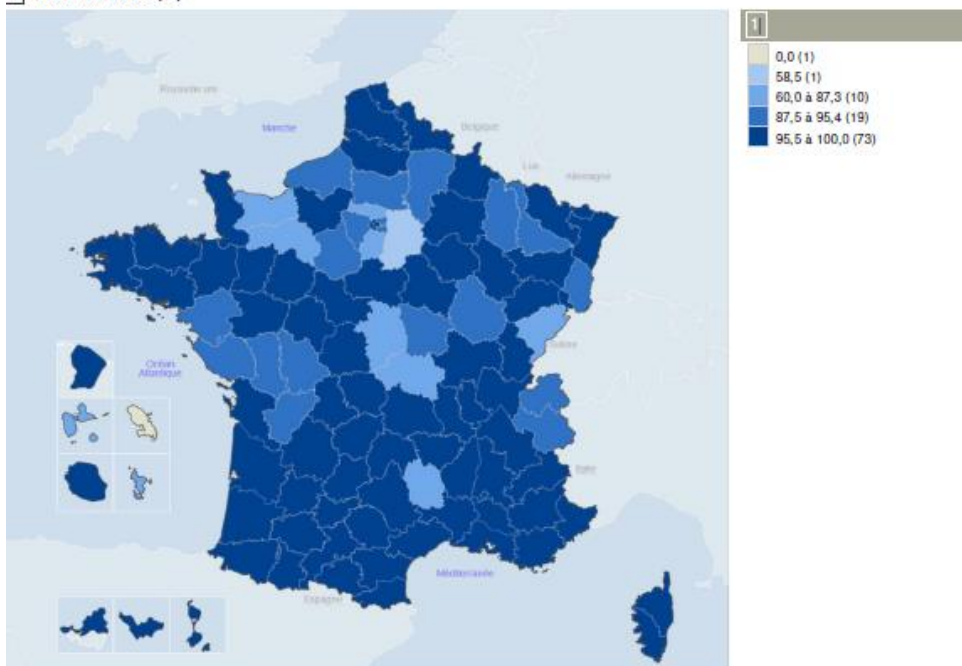 1
0,0 (1)
58,5 (1)
60,0 à 87,3 (10)
87,5 à 95,4 (19)
95,5 à 100,0 (73)
Royaume-uni
Manche
Belgique
Lux.
Allemagne
Suisse
Océan
Atlantique
Italie
Méditerranée
Espagne